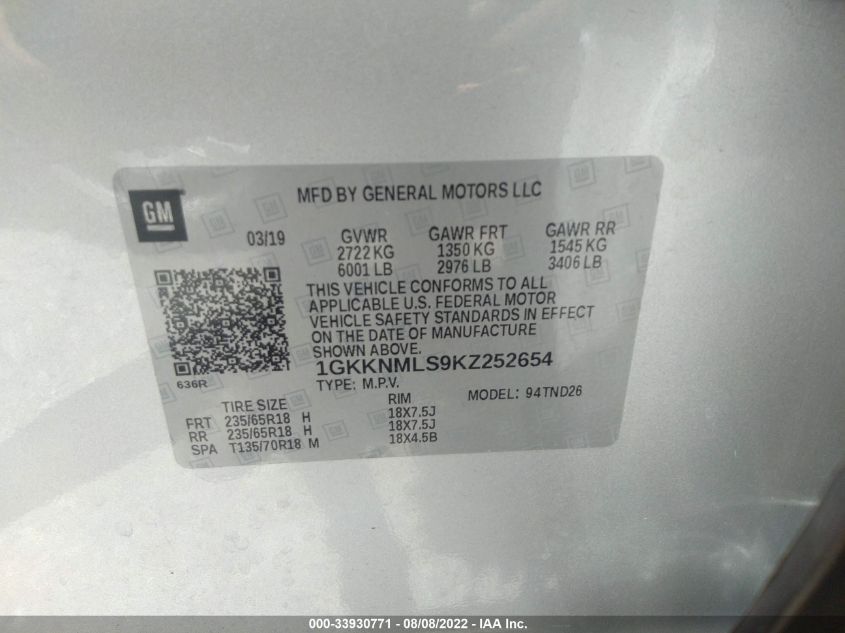 MFD BY GENERAL MOTORS LLC
GM
03/19 GVWR GAWR FRT GAWR RR
2722 KG 1350 KG 1545 KG
6001 LB 2976 LB 3406 LB
THIS VEHICLE CONFORMS TO ALL
APPLICABLE U.S. FEDERAL MOTOR
VEHICLE SAFETY STANDARDS IN EFFECT
ON THE DATE OF MANUFACTURE
SHOWN ABOVE.
1GKKNMLS9KZ252654
636R
TYPE: M.P.V. MODEL: 94TND26
TIRE SIZE RIM
FRT 235/65R18 H 18X7.5J
RR 235/65R18 H 18X7.5J
SPA T135/70R18 M 18X4.5B
000-33930771 - 08/08/2022 - IAA Inc.